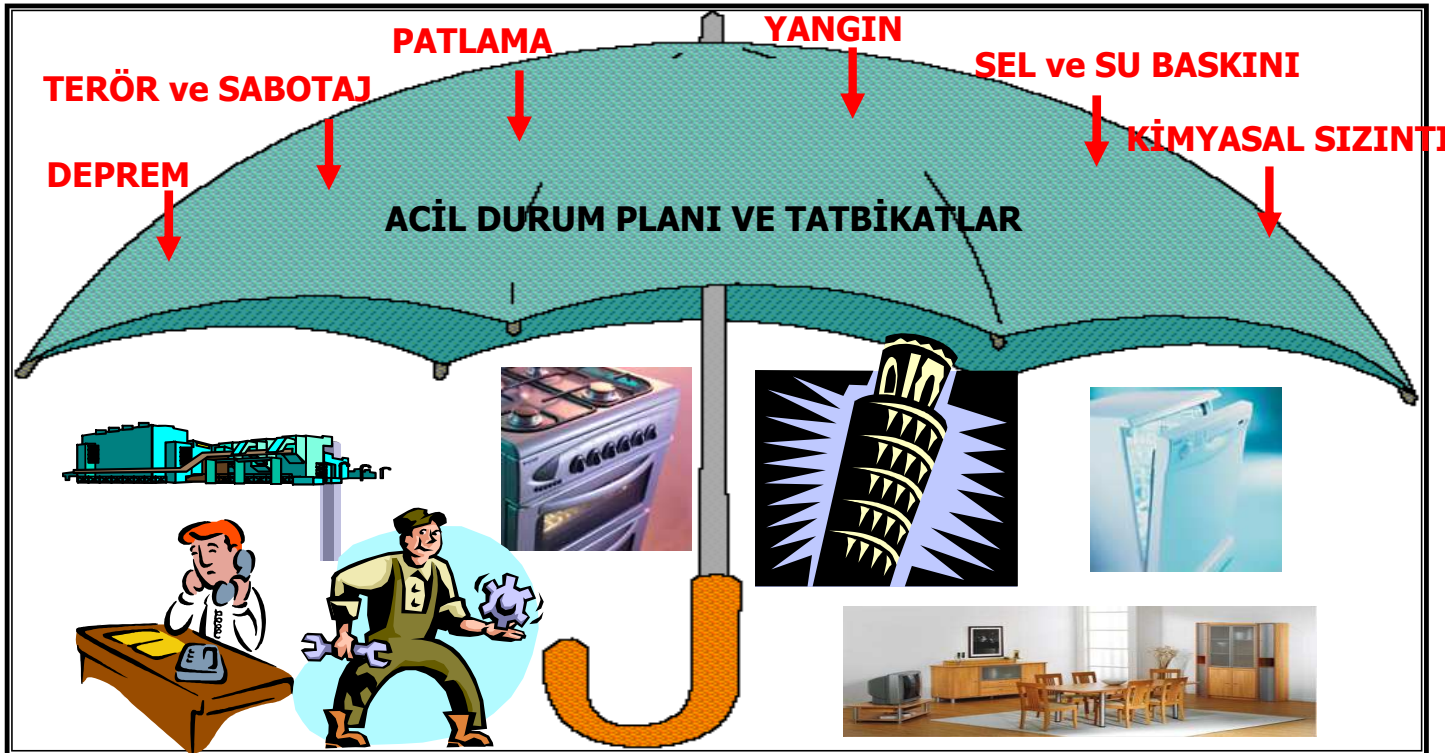 PATLAMA
YANGIN
TERÖR ve SABOTAJ
SEL ve SU BASKINI
KİMYASAL SIZINTI
DEPREM
ACİL DURUM PLANI VE TATBİKATLAR